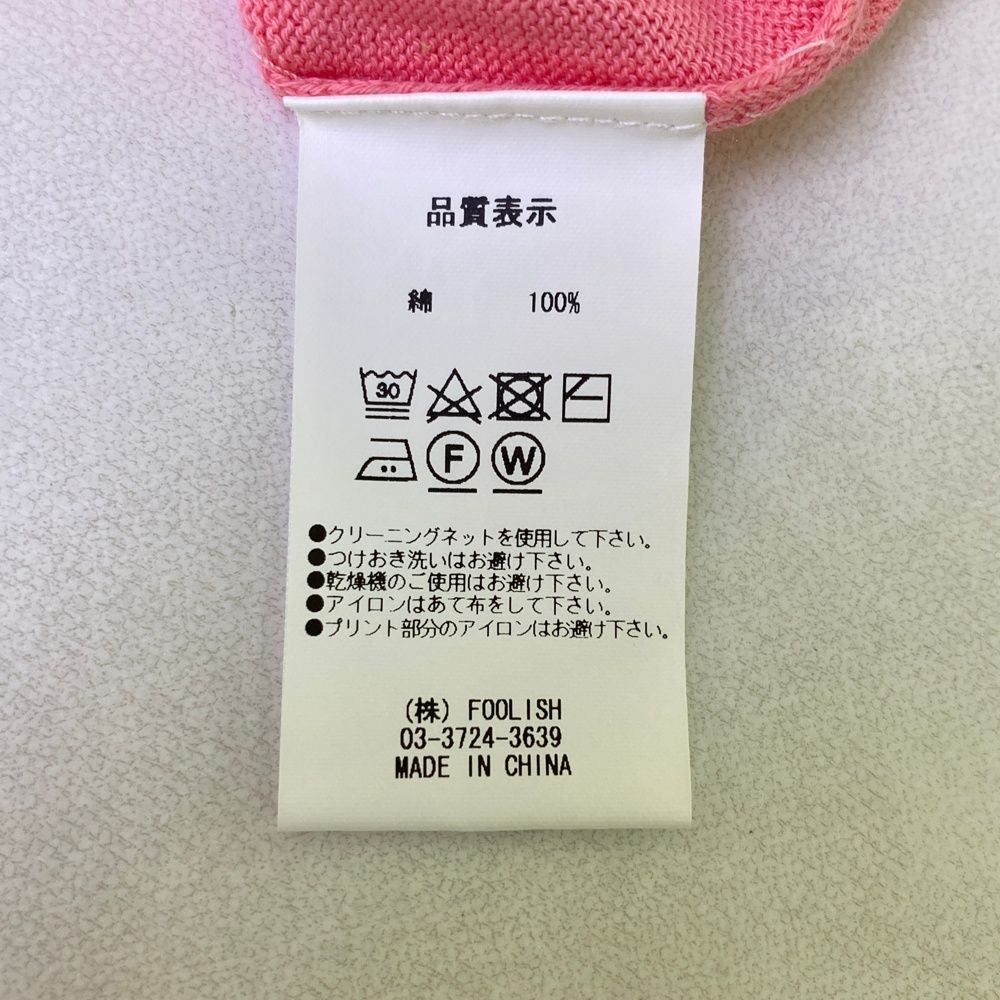 品質表示
綿 100%
30
F W
●クリーニングネットを使用して下さい。
●つけおき洗いはお避け下さい。
●乾燥機のご使用はお避け下さい。
●アイロンはあて布をして下さい。
●プリント部分のアイロンはお避け下さい。
(株) FOOLISH
03-3724-3639
MADE IN CHINA